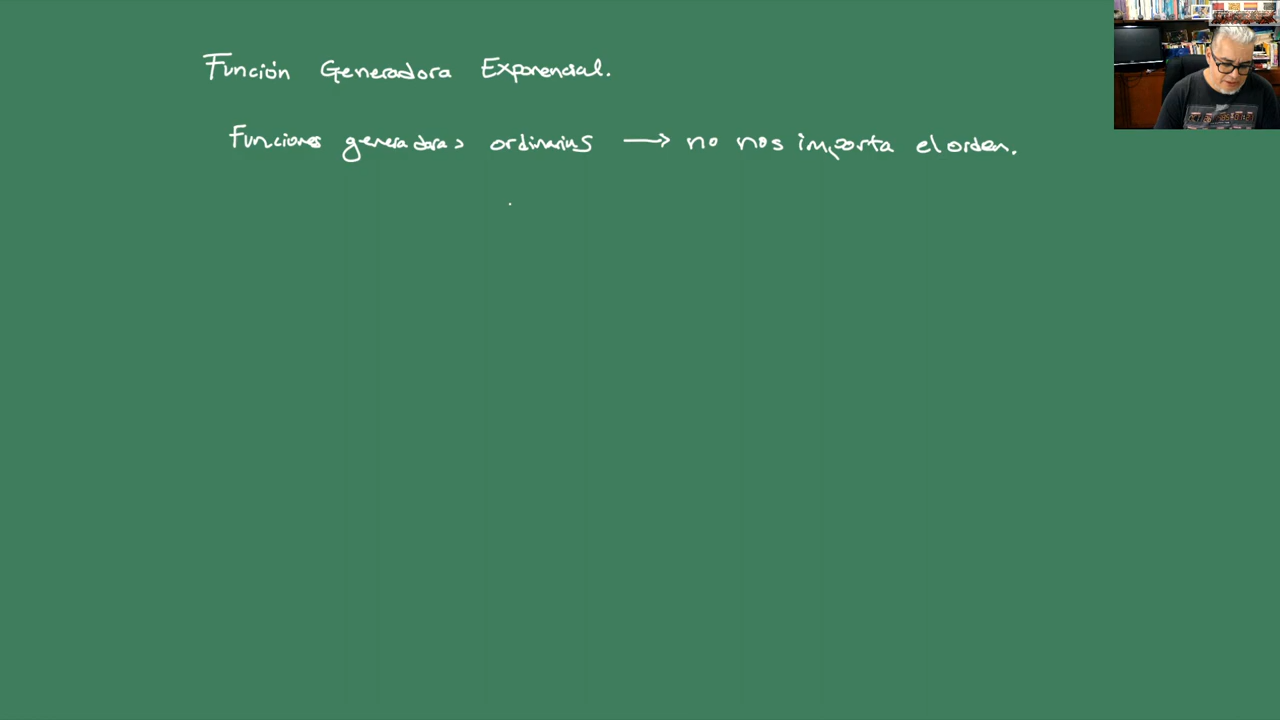 Función Generadora Exponencial.
Funciones generadoras ordinarias → no nos importa el orden.